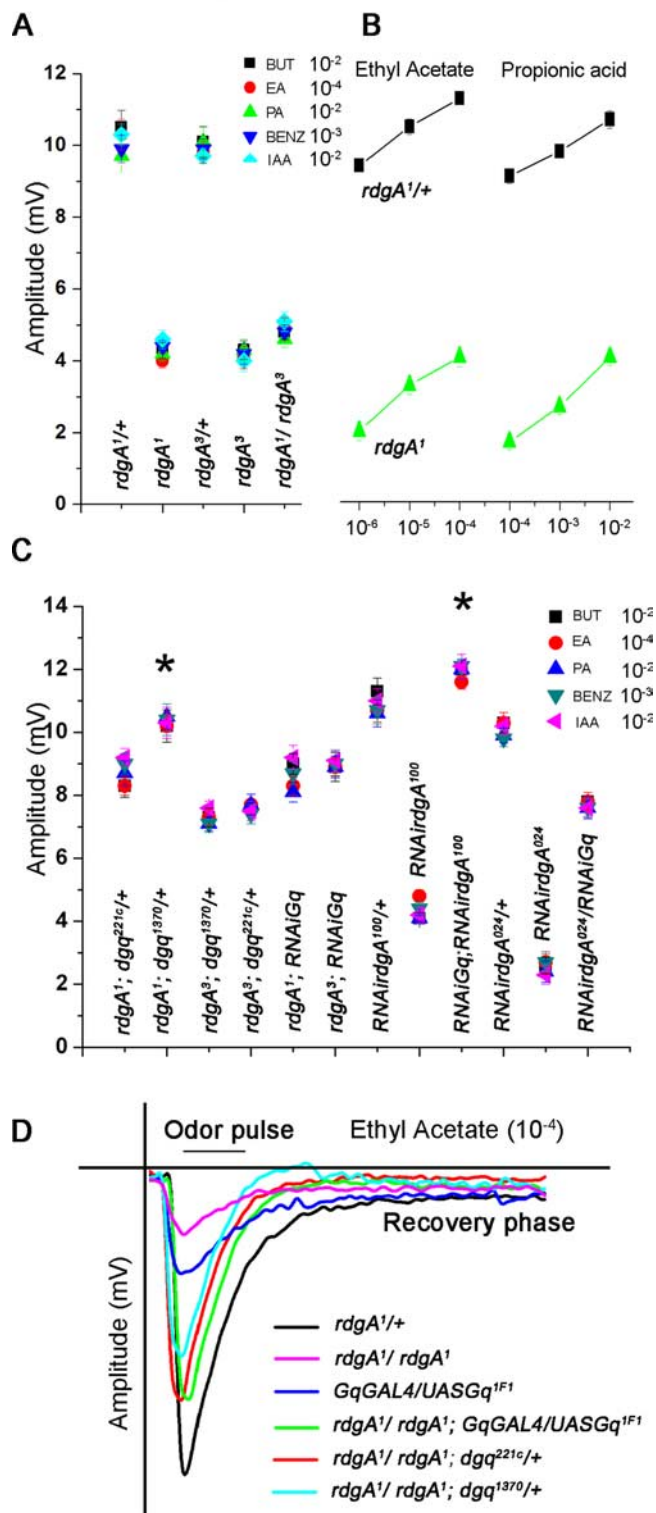 A
BUT 10-2
EA 10-4
PA 10-2
BENZ 10-3
IAA 10-2
Amplitude (mV)
12
10
8
6
4
2
0
rdgA1/+
rdgA1
rdgA3/+
rdgA3
rdgA1/ rdgA3
B
Ethyl Acetate
Propionic acid
rdgA1/+
rdgA1
10-6
10-5
10-4
10-4
10-3
10-2
C
Amplitude (mV)
14
12
10
8
6
4
2
0
*
*
BUT 10-2
EA 10-4
PA 10-2
BENZ 10-3
IAA 10-2
rdgA1; dgq221c/+
rdgA1; dgq1370/+
rdgA3; dgq1370/+
rdgA3; dgq221c/+
rdgA1; RNAiGq
rdgA3; RNAiGq
RNAirdgA100/+
RNAirdgA100
RNAiGq;RNAirdgA100
RNAirdgA024/+
RNAirdgA024
RNAirdgA024/RNAiGq
D
Odor pulse
Ethyl Acetate (10-4)
Recovery phase
Amplitude (mV)
rdgA1/+
rdgA1/ rdgA1
GqGAL4/UASGq1F1
rdgA1/ rdgA1; GqGAL4/UASGq1F1
rdgA1/ rdgA1; dgq221c/+
rdgA1/ rdgA1; dgq1370/+